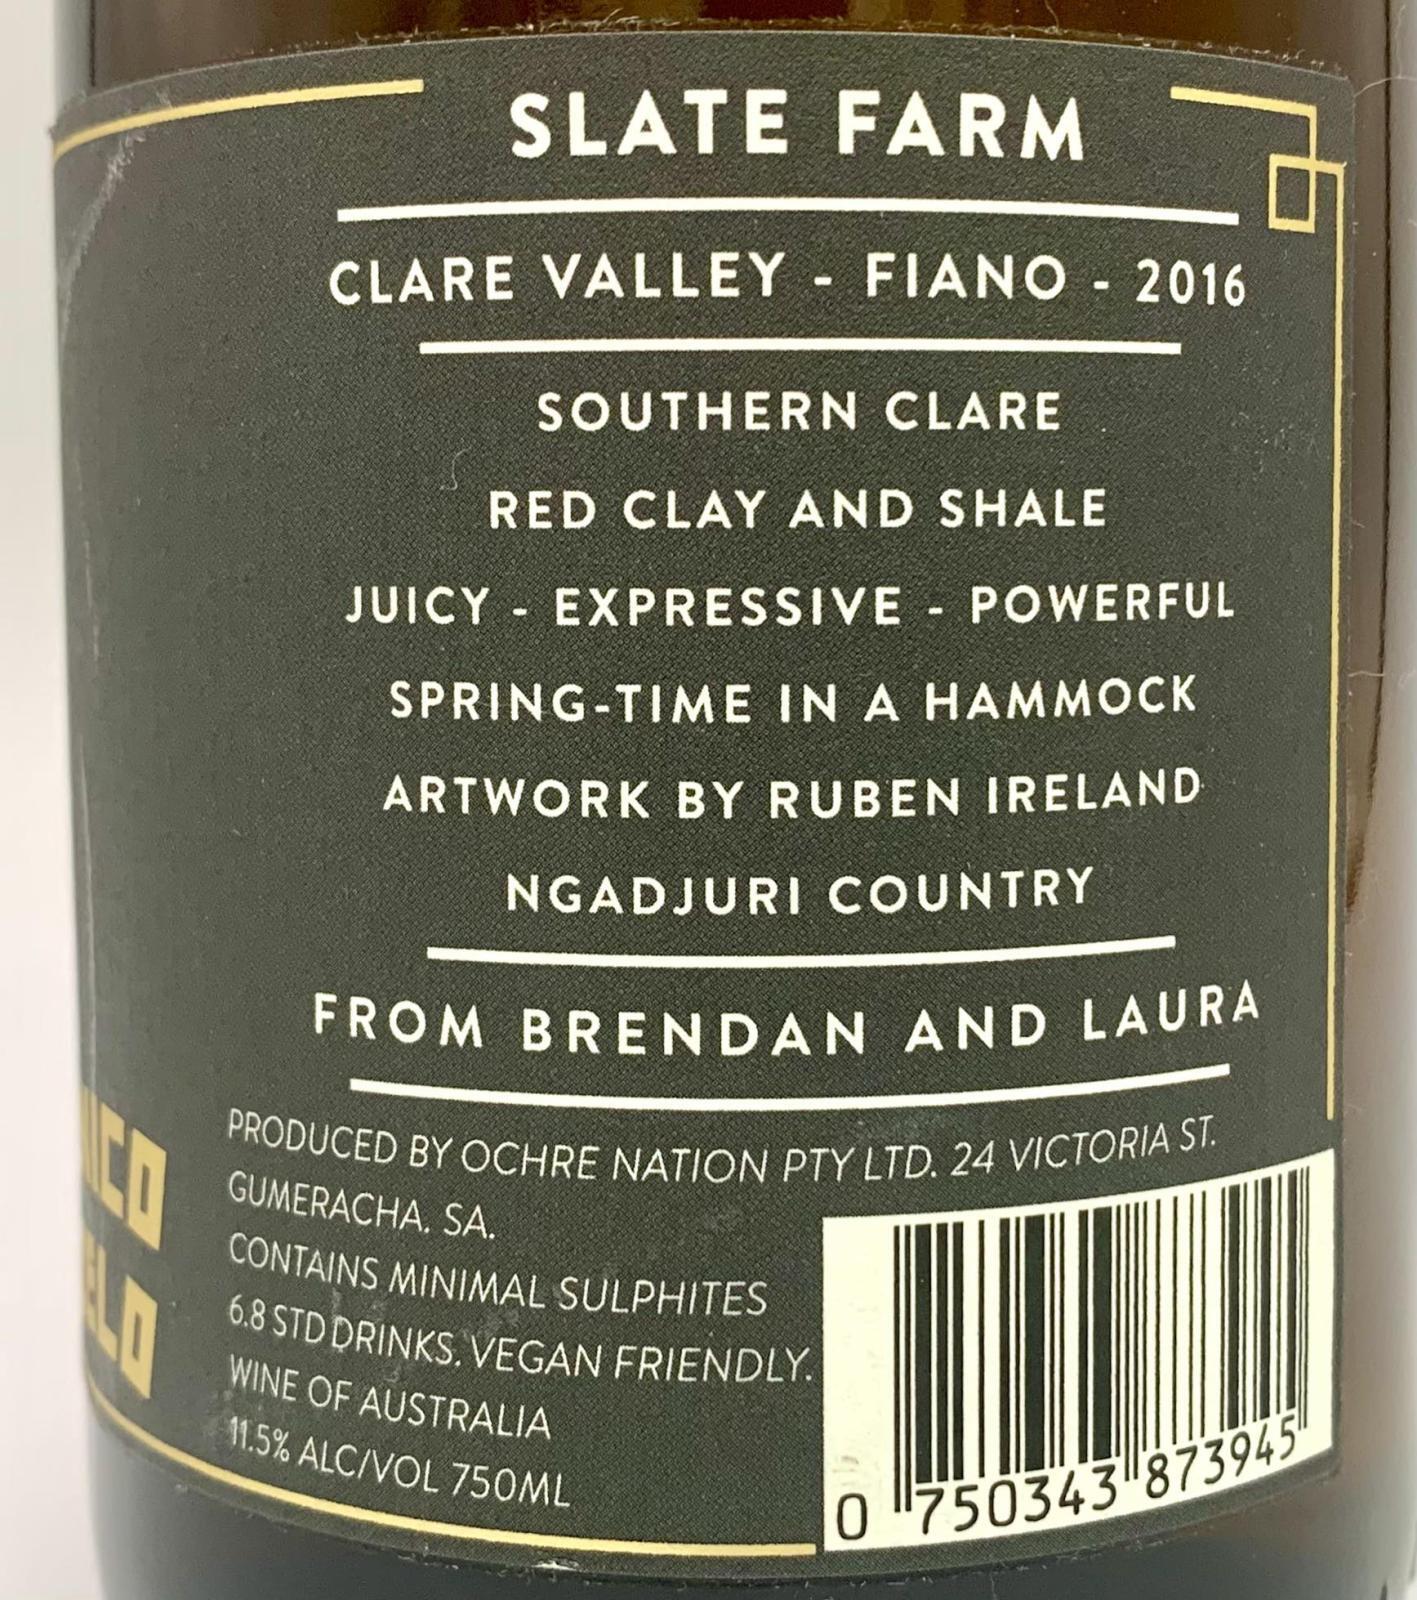 SLATE FARM
CLARE VALLEY - FIANO - 2016
SOUTHERN CLARE
RED CLAY AND SHALE
JUICY - EXPRESSIVE - POWERFUL
SPRING-TIME IN A HAMMOCK
ARTWORK BY RUBEN IRELAND
NGADJURI COUNTRY
FROM BRENDAN AND LAURA
PRODUCED BY OCHRE NATION PTY LTD. 24 VICTORIA ST.
GUMERACHA. SA.
CONTAINS MINIMAL SULPHITES
6.8 STD DRINKS. VEGAN FRIENDLY.
WINE OF AUSTRALIA
11.5% ALC/VOL 750ML
0 750343 873945